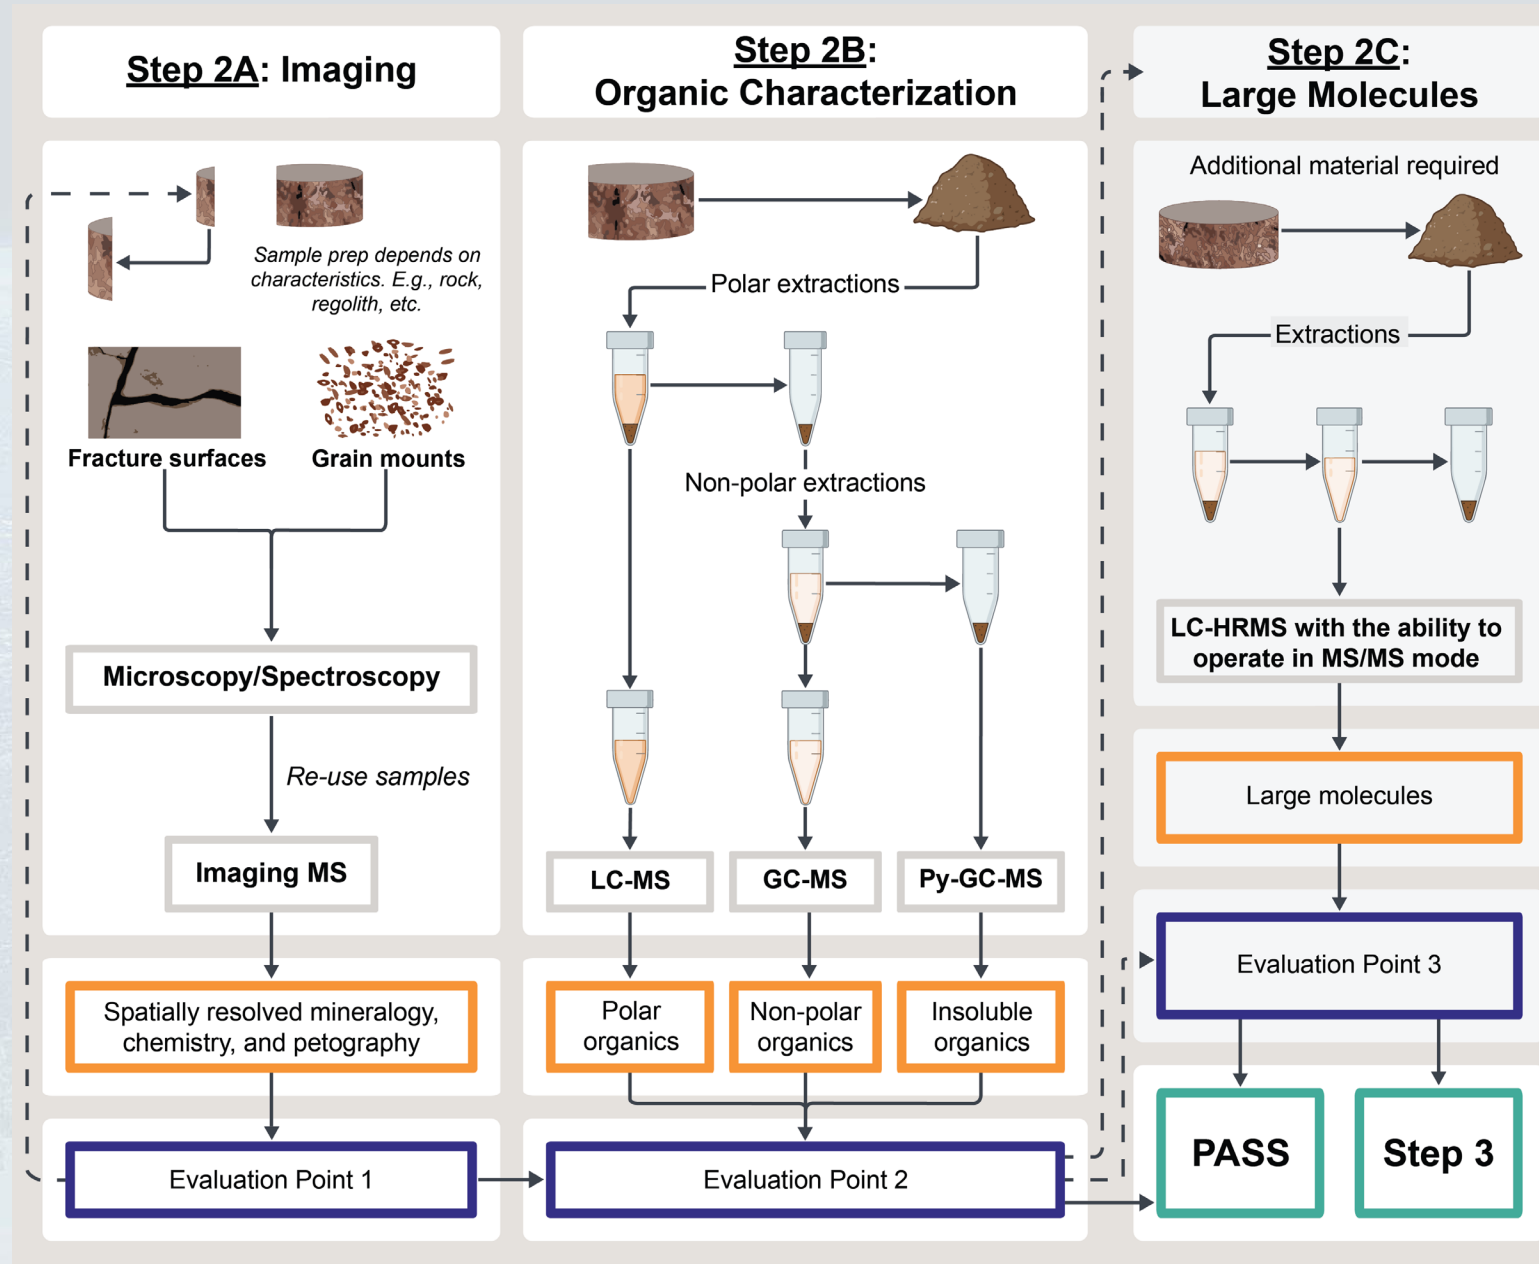 Step 2A: Imaging
Sample prep depends on
characteristics. E.g., rock,
regolith, etc.
Fracture surfaces
Grain mounts
Microscopy/Spectroscopy
Re-use samples
Imaging MS
Spatially resolved mineralogy,
chemistry, and petography
Evaluation Point 1
Step 2B:
Organic Characterization
Polar extractions
Non-polar extractions
LC-MS
GC-MS
Py-GC-MS
Polar
organics
Non-polar
organics
Insoluble
organics
Evaluation Point 2
Step 2C:
Large Molecules
Additional material required
Extractions
LC-HRMS with the ability to
operate in MS/MS mode
Large molecules
Evaluation Point 3
PASS
Step 3